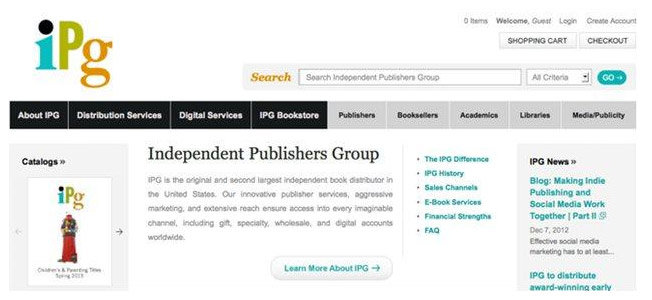 iPg
0 Items Welcome, Guest Login Create Account
SHOPPING CART CHECKOUT
Search Search Independent Publishers Group All Criteria GO
About IPG Distribution Services Digital Services IPG Bookstore Publishers Booksellers Academics Libraries Media/Publicity
Catalogs »
iPg
Children's & Parenting Titles
Spring 2013
Independent Publishers Group
IPG is the original and second largest independent book distributor in
the United States. Our innovative publisher services, aggressive
marketing, and extensive reach ensure access into every imaginable
channel, including gift, specialty, wholesale, and digital accounts
worldwide.
Learn More About IPG →
• The IPG Difference
• IPG History
• Sales Channels
• E-Book Services
• Financial Strengths
• FAQ
IPG News »
Blog: Making Indie
Publishing and
Social Media Work
Together | Part II
Dec 7, 2012
Effective social media
marketing has to at least...
IPG to distribute
award-winning early